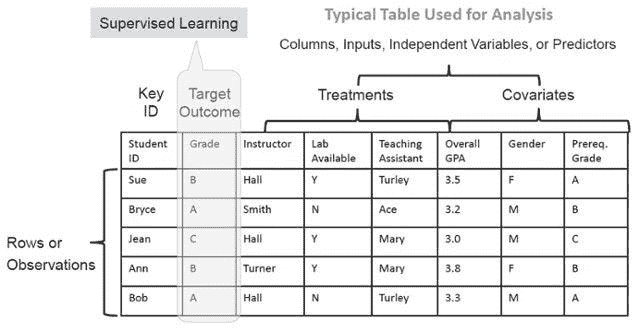 Typical Table Used for Analysis
Supervised Learning
Columns, Inputs, Independent Variables, or Predictors
Key
ID
Target
Outcome
Treatments
Covariates
Student
ID
Grade
Instructor
Lab
Available
Teaching
Assistant
Overall
GPA
Gender
Prereq.
Grade
Sue B Hall Y Turley 3.5 F A
Bryce A Smith N Ace 3.2 M B
Jean C Hall Y Mary 3.0 M C
Ann B Turner Y Mary 3.8 F B
Bob A Hall N Turley 3.3 M A
Rows or
Observations